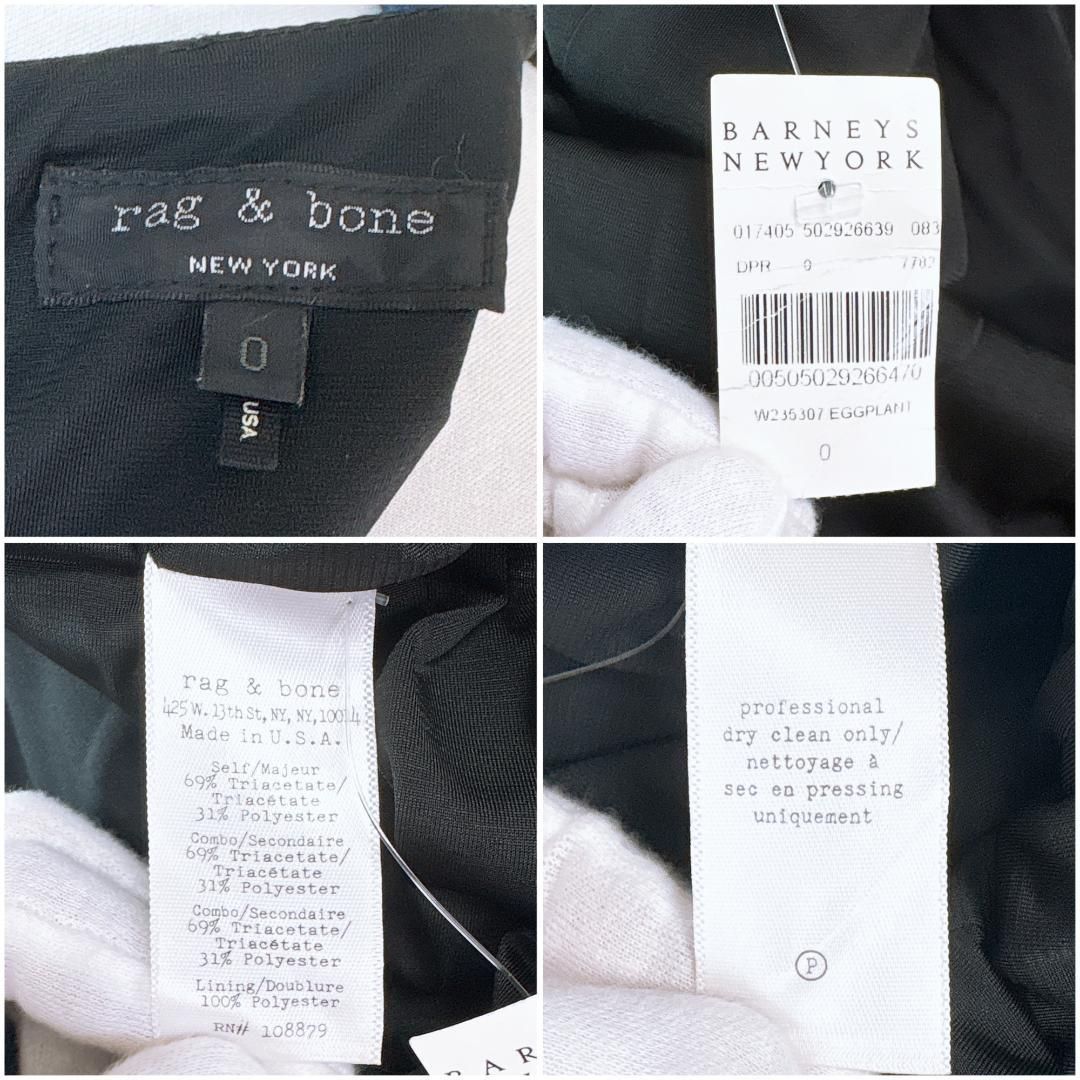 rag & bone
NEW YORK
0
USA
BARNEYS
NEWYORK
017405 502926639 083
DPR 0 7782
0050502926647
W235307 EGGPLANT
0
rag & bone
425 W. 13th St, NY, NY, 10014
Made in U.S.A.
Self/Majeur
69% Triacetate/
Triacétate
31% Polyester
Combo/Secondaire
69% Triacetate/
Triacétate
31% Polyester
Combo/Secondaire
69% Triacetate/
Triacétate
31% Polyester
Lining/Doublure
100% Polyester
RN# 108879
BAR
professional
dry clean only/
nettoyage à
sec en pressing
uniquement
P